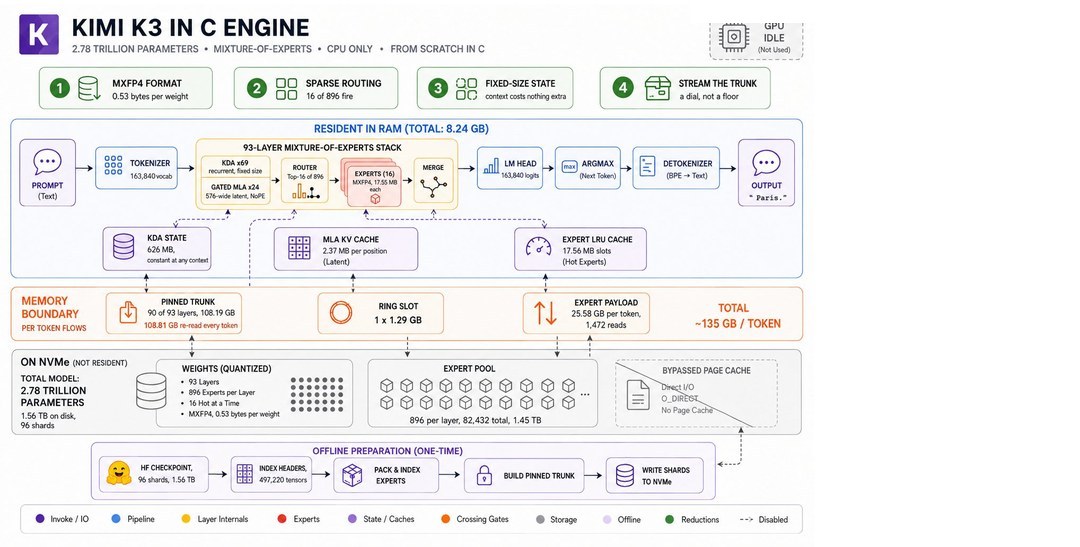 K
KIMI K3 IN C ENGINE
2.78 TRILLION PARAMETERS • MIXTURE-OF-EXPERTS • CPU ONLY • FROM SCRATCH IN C
GPU
IDLE
(Not Used)
1
MXFP4 FORMAT
0.53 bytes per weight
2
SPARSE ROUTING
16 of 896 fire
3
FIXED-SIZE STATE
context costs nothing extra
4
STREAM THE TRUNK
a dial, not a floor
RESIDENT IN RAM (TOTAL: 8.24 GB)
PROMPT
(Text)
TOKENIZER
163,840 vocab
93-LAYER MIXTURE-OF-EXPERTS STACK
KDA x69
recurrent, fixed size
GATED MLA x24
576-wide latent, NoPE
ROUTER
Top-16 of 896
EXPERTS (16)
MXFP4, 17.55 MB
each
MERGE
LM HEAD
163,840 logits
max
ARGMAX
(Next Token)
DETOKENIZER
(BPE → Text)
OUTPUT
" Paris."
KDA STATE
626 MB,
constant at any context
MLA KV CACHE
2.37 MB per position
(Latent)
EXPERT LRU CACHE
17.56 MB slots
(Hot Experts)
MEMORY
BOUNDARY
PER TOKEN FLOWS
PINNED TRUNK
90 of 93 layers, 108.19 GB
108.81 GB re-read every token
RING SLOT
1 x 1.29 GB
EXPERT PAYLOAD
25.58 GB per token,
1,472 reads
TOTAL
~135 GB / TOKEN
ON NVMe (NOT RESIDENT)
TOTAL MODEL:
2.78 TRILLION
PARAMETERS
1.56 TB on disk,
96 shards
WEIGHTS (QUANTIZED)
• 93 Layers
• 896 Experts per Layer
• 16 Hot at a Time
• MXFP4, 0.53 bytes per weight
EXPERT POOL
...
896 per layer, 82,432 total, 1.45 TB
BYPASSED PAGE CACHE
Direct I/O
O_DIRECT
No Page Cache
OFFLINE PREPARATION (ONE-TIME)
HF CHECKPOINT,
96 shards, 1.56 TB
INDEX HEADERS,
497,220 tensors
PACK & INDEX
EXPERTS
BUILD PINNED TRUNK
WRITE SHARDS
TO NVMe
Invoke / IO
Pipeline
Layer Internals
Experts
State / Caches
Crossing Gates
Storage
Offline
Reductions
Disabled